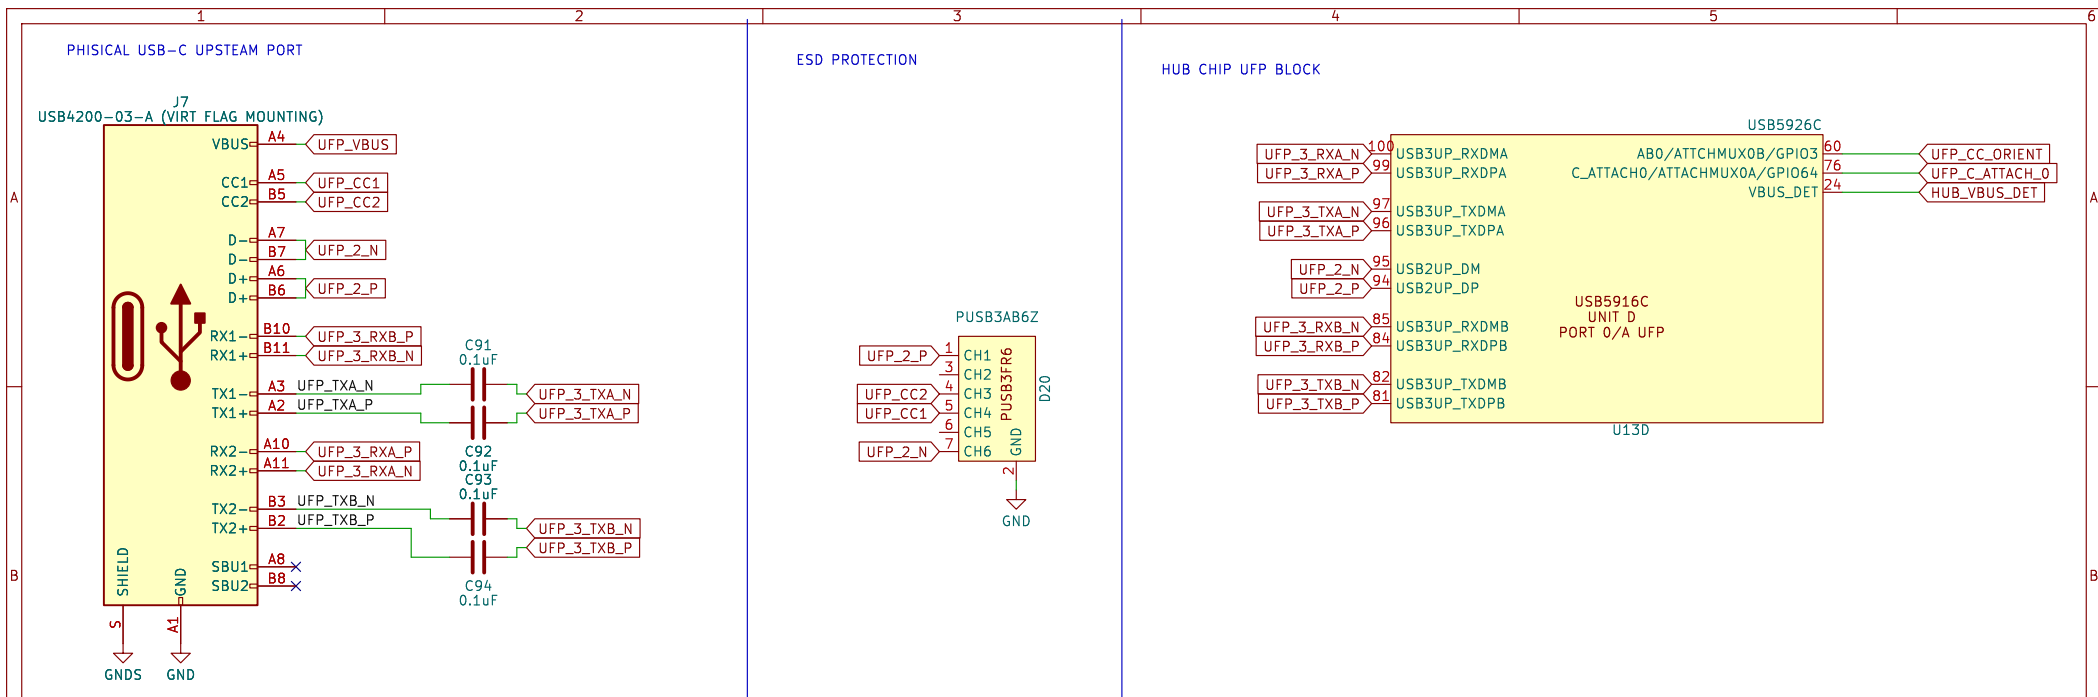 1 2 3 4 5 6
PHISICAL USB-C UPSTEAM PORT
ESD PROTECTION
HUB CHIP UFP BLOCK
A
B
J7
USB4200-03-A (VIRT FLAG MOUNTING)
VBUS A4 UFP_VBUS
CC1 A5 UFP_CC1
CC2 B5 UFP_CC2
D- A7
D- B7
UFP_2_N
D+ A6
D+ B6
UFP_2_P
RX1- B10 UFP_3_RXB_P
RX1+ B11 UFP_3_RXB_N
TX1- A3 UFP_TXA_N
TX1+ A2 UFP_TXA_P
RX2- A10 UFP_3_RXA_P
RX2+ A11 UFP_3_RXA_N
TX2- B3 UFP_TXB_N
TX2+ B2 UFP_TXB_P
SBU1 A8
SBU2 B8
SHIELD
GND
S
A1
GNDS
GND
C91
0.1uF
UFP_3_TXA_N
UFP_3_TXA_P
C92
0.1uF
C93
0.1uF
UFP_3_TXB_N
UFP_3_TXB_P
C94
0.1uF
PUSB3AB6Z
UFP_2_P 1 CH1
3 CH2
UFP_CC2 4 CH3
UFP_CC1 5 CH4
6 CH5
UFP_2_N 7 CH6
PUSB3FR6
D20
GND
2
GND
USB5926C
UFP_3_RXA_N 100 USB3UP_RXDMA
UFP_3_RXA_P 99 USB3UP_RXDPA
UFP_3_TXA_N 97 USB3UP_TXDMA
UFP_3_TXA_P 96 USB3UP_TXDPA
UFP_2_N 95 USB2UP_DM
UFP_2_P 94 USB2UP_DP
UFP_3_RXB_N 85 USB3UP_RXDMB
UFP_3_RXB_P 84 USB3UP_RXDPB
UFP_3_TXB_N 82 USB3UP_TXDMB
UFP_3_TXB_P 81 USB3UP_TXDPB
AB0/ATTCHMUX0B/GPIO3 60 UFP_CC_ORIENT
C_ATTACH0/ATTACHMUX0A/GPIO64 76 UFP_C_ATTACH_0
VBUS_DET 24 HUB_VBUS_DET
USB5916C
UNIT D
PORT 0/A UFP
U13D
A
B